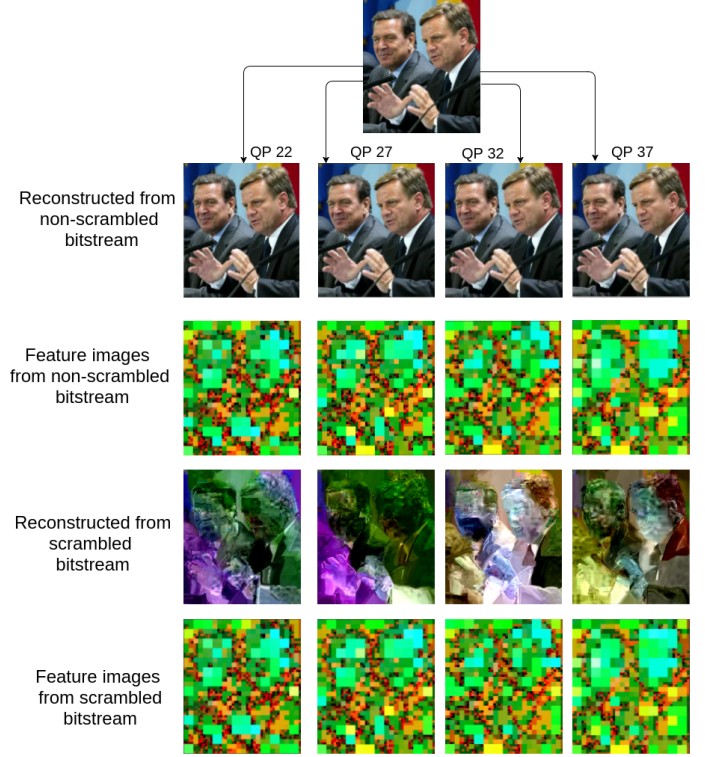 QP 22
QP 27
QP 32
QP 37
Reconstructed from
non-scrambled
bitstream
Feature images
from non-scrambled
bitstream
Reconstructed from
scrambled
bitstream
Feature images
from scrambled
bitstream